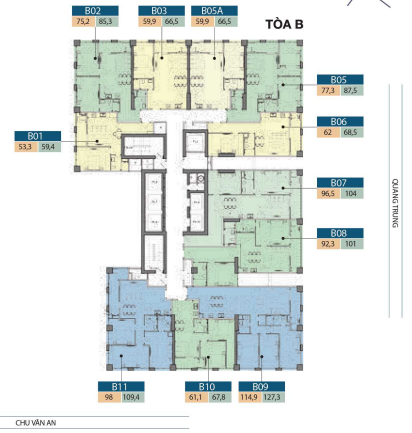 B02
75,2 85,3
B03
59,9 66,5
B05A
59,9 66,5
TÒA B
B05
77,3 87,5
B06
62 68,5
B01
53,3 59,4
B07
96,5 104
B08
92,3 101
QUANG TRUNG
B11
98 109,4
B10
61,1 67,8
B09
114,9 127,3
CHU VĂN AN